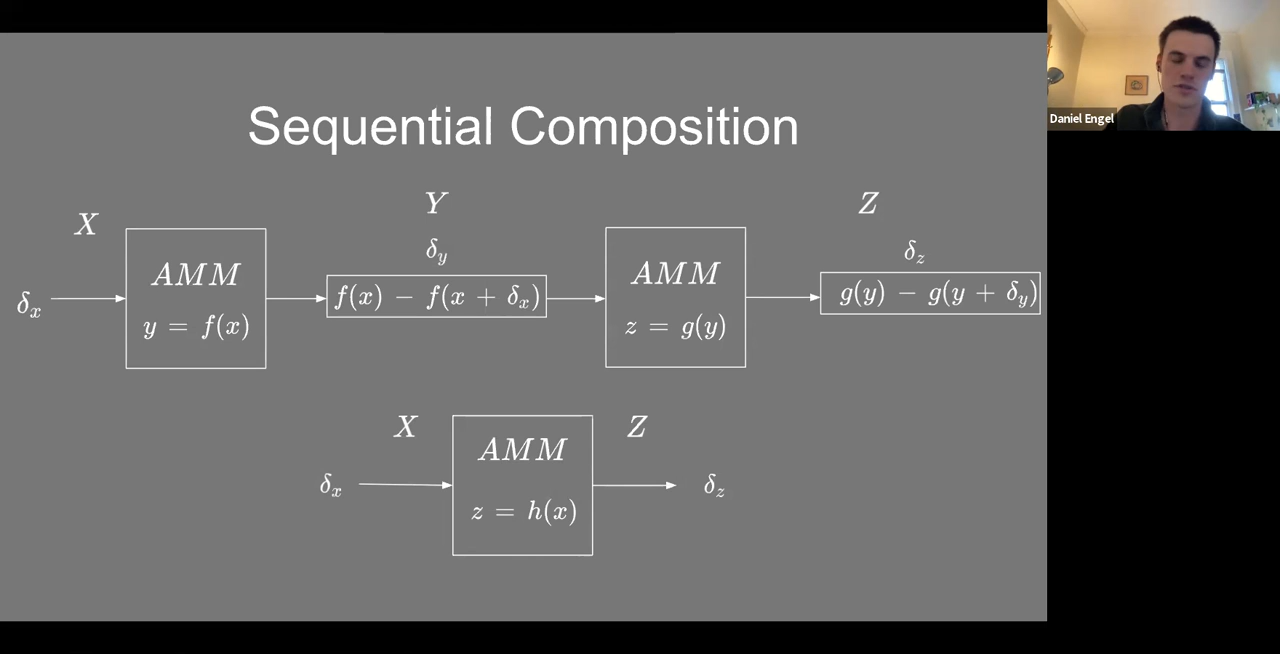 Sequential Composition
X
δ_x
AMM
y = f(x)
Y
δ_y
f(x) − f(x + δ_x)
AMM
z = g(y)
Z
δ_z
g(y) − g(y + δ_y)
X
δ_x
AMM
z = h(x)
Z
δ_z
Daniel Engel